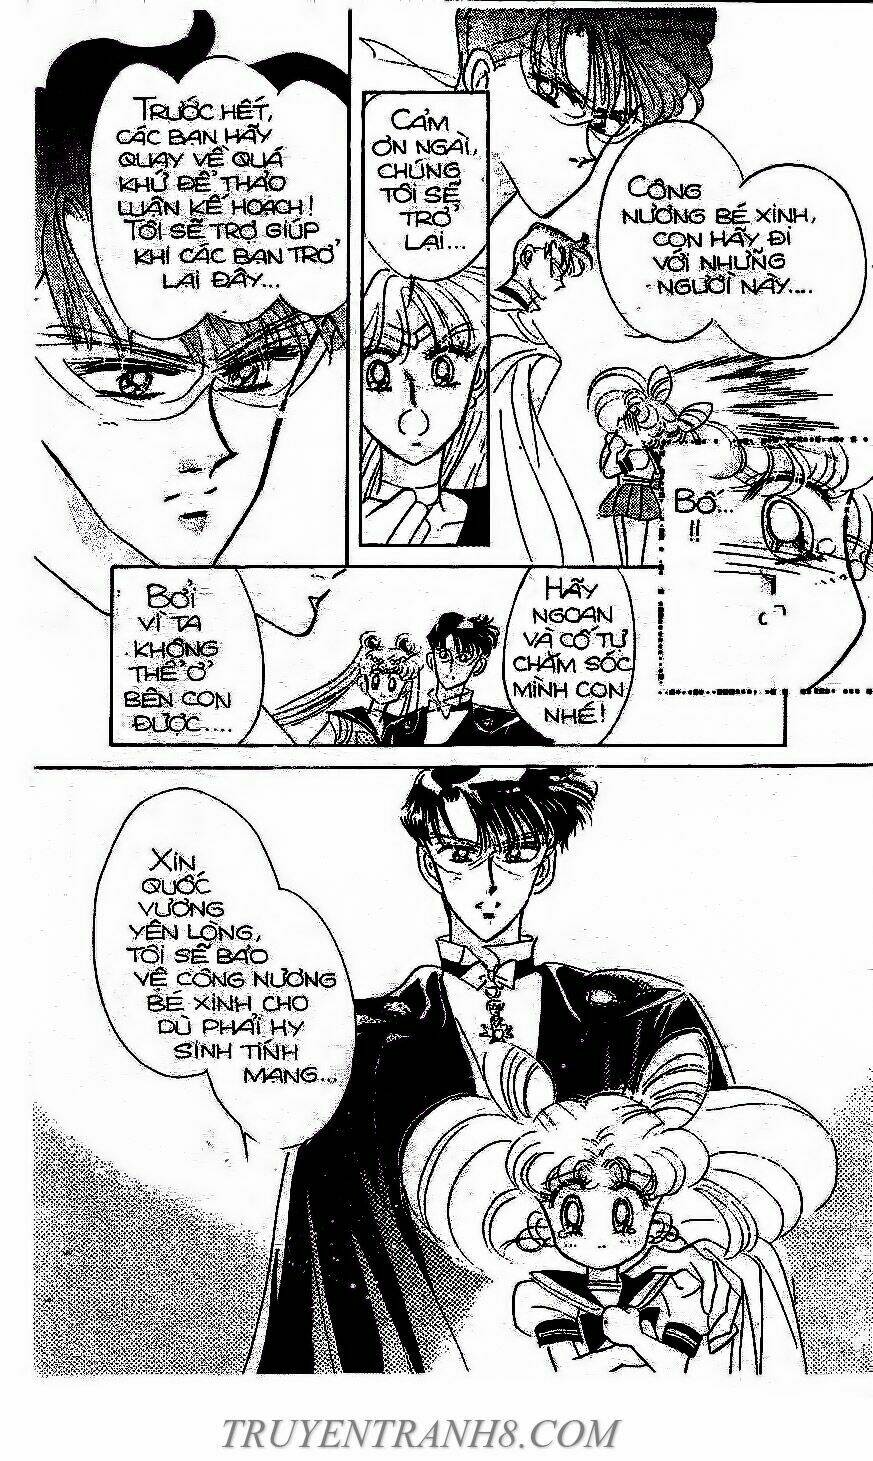 TRƯỚC HẾT,
CÁC BẠN HÃY
QUAY VỀ QUÁ
KHỨ ĐỂ THẢO
LUẬN KẾ HOẠCH!
TÔI SẼ TRỢ GIÚP
KHI CÁC BẠN TRỞ
LẠI ĐÂY...
CẢM
ƠN NGÀI,
CHÚNG
TÔI SẼ
TRỞ
LẠI...
CÔNG
NƯƠNG BÉ XINH,
CON HÃY ĐI
VỚI NHỮNG
NGƯỜI NÀY....
BỐ...
!!
BỞI
VÌ TA
KHÔNG
THỂ Ở
BÊN CON
ĐƯỢC....
HÃY
NGOAN
VÀ CỐ TỰ
CHĂM SÓC
MÌNH CON
NHÉ!
XIN
QUỐC
VƯƠNG
YÊN LÒNG,
TÔI SẼ BẢO
VỆ CÔNG NƯƠNG
BÉ XINH CHO
DÙ PHẢI HY
SINH TÍNH
MẠNG...
TRUYENTRANH8.COM